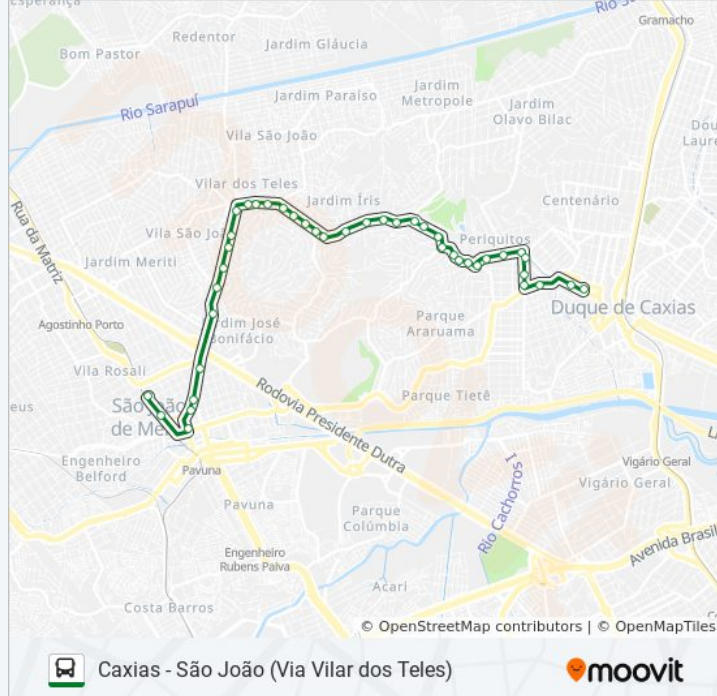 Esperança
Rio
Gramacho
Redentor
Jardim Gláucia
Bom Pastor
Jardim
Metropole
Jardim Paraíso
Rio Sarapuí
Jardim
Olavo Bilac
Vila São João
Vilar dos Teles
Jardim Íris
Centenário
Rua da Matriz
Vila São
Periquitos
Jardim Meriti
Duque de Caxias
Parque
Araruama
Agostinho Porto
José
Bonifácio
Vila Rosali
Rodovia Presidente Dutra
Parque Tietê
São João
de
Engenheiro
Belford
Pavuna
Rio Cachorros
Vigário Geral
Vigário Geral
Pavuna
Parque
Colúmbia
Avenida Brasil
Engenheiro
Rubens Paiva
Acari
Costa Barros
© OpenStreetMap contributors | © OpenMapTiles
Caxias - São João (Via Vilar dos Teles)
moovit